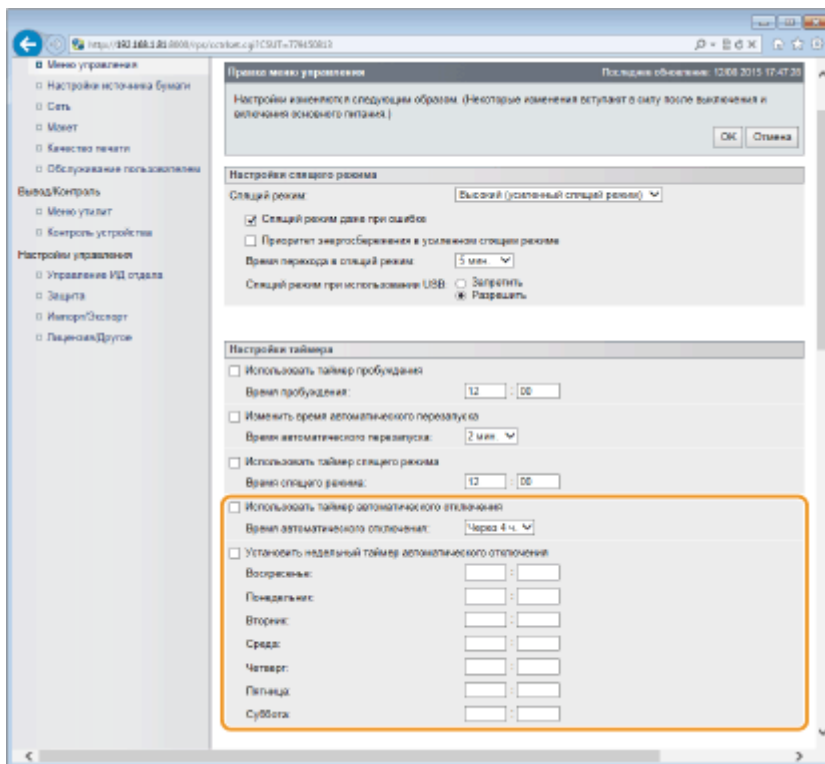 Меню управления
Настройки источника бумаги
Сеть
Макет
Качество печати
Обслуживание пользователем
Вывод/Контроль
Меню утилит
Контроль устройства
Настройки управления
Управление ИД отдела
Защита
Импорт/Экспорт
Лицензия/Другое
Правка меню управления
Последнее обновление: 12/08 2015 17:47:28
Настройки изменяются следующим образом. (Некоторые изменения вступают в силу после выключения и
включения основного питания.)
OK Отмена
Настройки спящего режима
Спящий режим: Высокий (усиленный спящий режим)
Спящий режим даже при ошибке
Приоритет энергосбережения в усиленном спящем режиме
Время перехода в спящий режим: 5 мин.
Спящий режим при использовании USB: Запретить
Разрешить
Настройки таймера
Использовать таймер пробуждения
Время пробуждения: 12 : 00
Изменить время автоматического перезапуска
Время автоматического перезапуска: 2 мин.
Использовать таймер спящего режима
Время спящего режима: 12 : 00
Использовать таймер автоматического отключения
Время автоматического отключения: Через 4 ч.
Установить недельный таймер автоматического отключения
Воскресенье: :
Понедельник: :
Вторник: :
Среда: :
Четверг: :
Пятница: :
Суббота: :